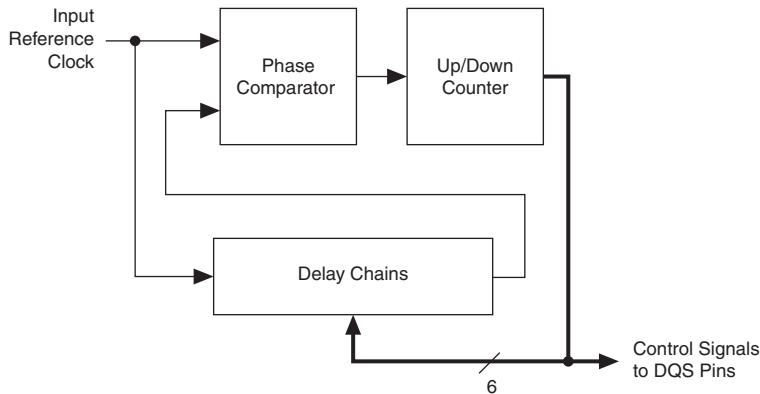 Input
Reference
Clock
Phase
Comparator
Up/Down
Counter
Delay Chains
6
Control Signals
to DQS Pins